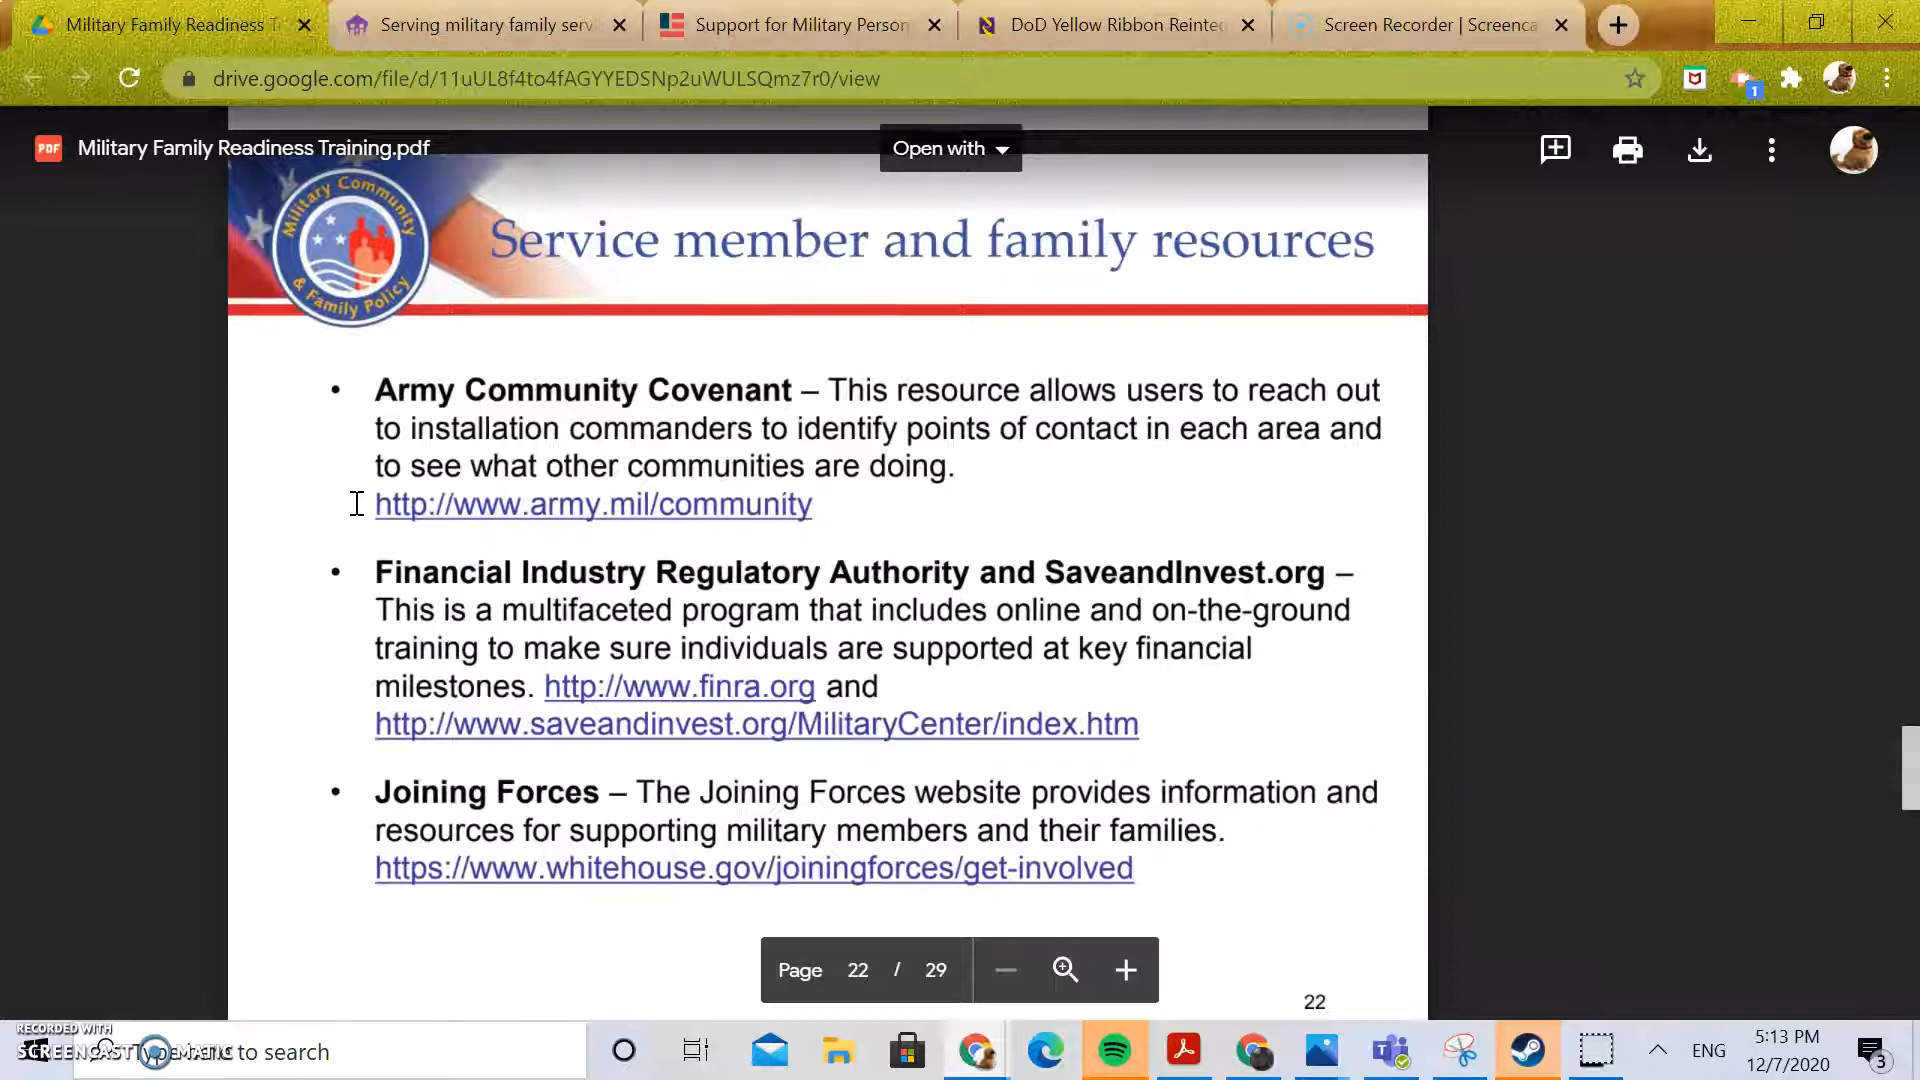 Military Family Readiness T
Serving military family servi
Support for Military Person
DoD Yellow Ribbon Reinteg
Screen Recorder | Screenca
drive.google.com/file/d/11uUL8f4to4fAGYYEDSNp2uWULSQmz7r0/view
1
PDF
Military Family Readiness Training.pdf
Open with
Military Community
& Family Policy
Service member and family resources
• Army Community Covenant – This resource allows users to reach out
to installation commanders to identify points of contact in each area and
to see what other communities are doing.
http://www.army.mil/community
• Financial Industry Regulatory Authority and SaveandInvest.org –
This is a multifaceted program that includes online and on-the-ground
training to make sure individuals are supported at key financial
milestones. http://www.finra.org and
http://www.saveandinvest.org/MilitaryCenter/index.htm
• Joining Forces – The Joining Forces website provides information and
resources for supporting military members and their families.
https://www.whitehouse.gov/joiningforces/get-involved
Page 22 / 29
22
RECORDED WITH
SCREENCAST MATIC
Type here to search
ENG
5:13 PM
12/7/2020
3